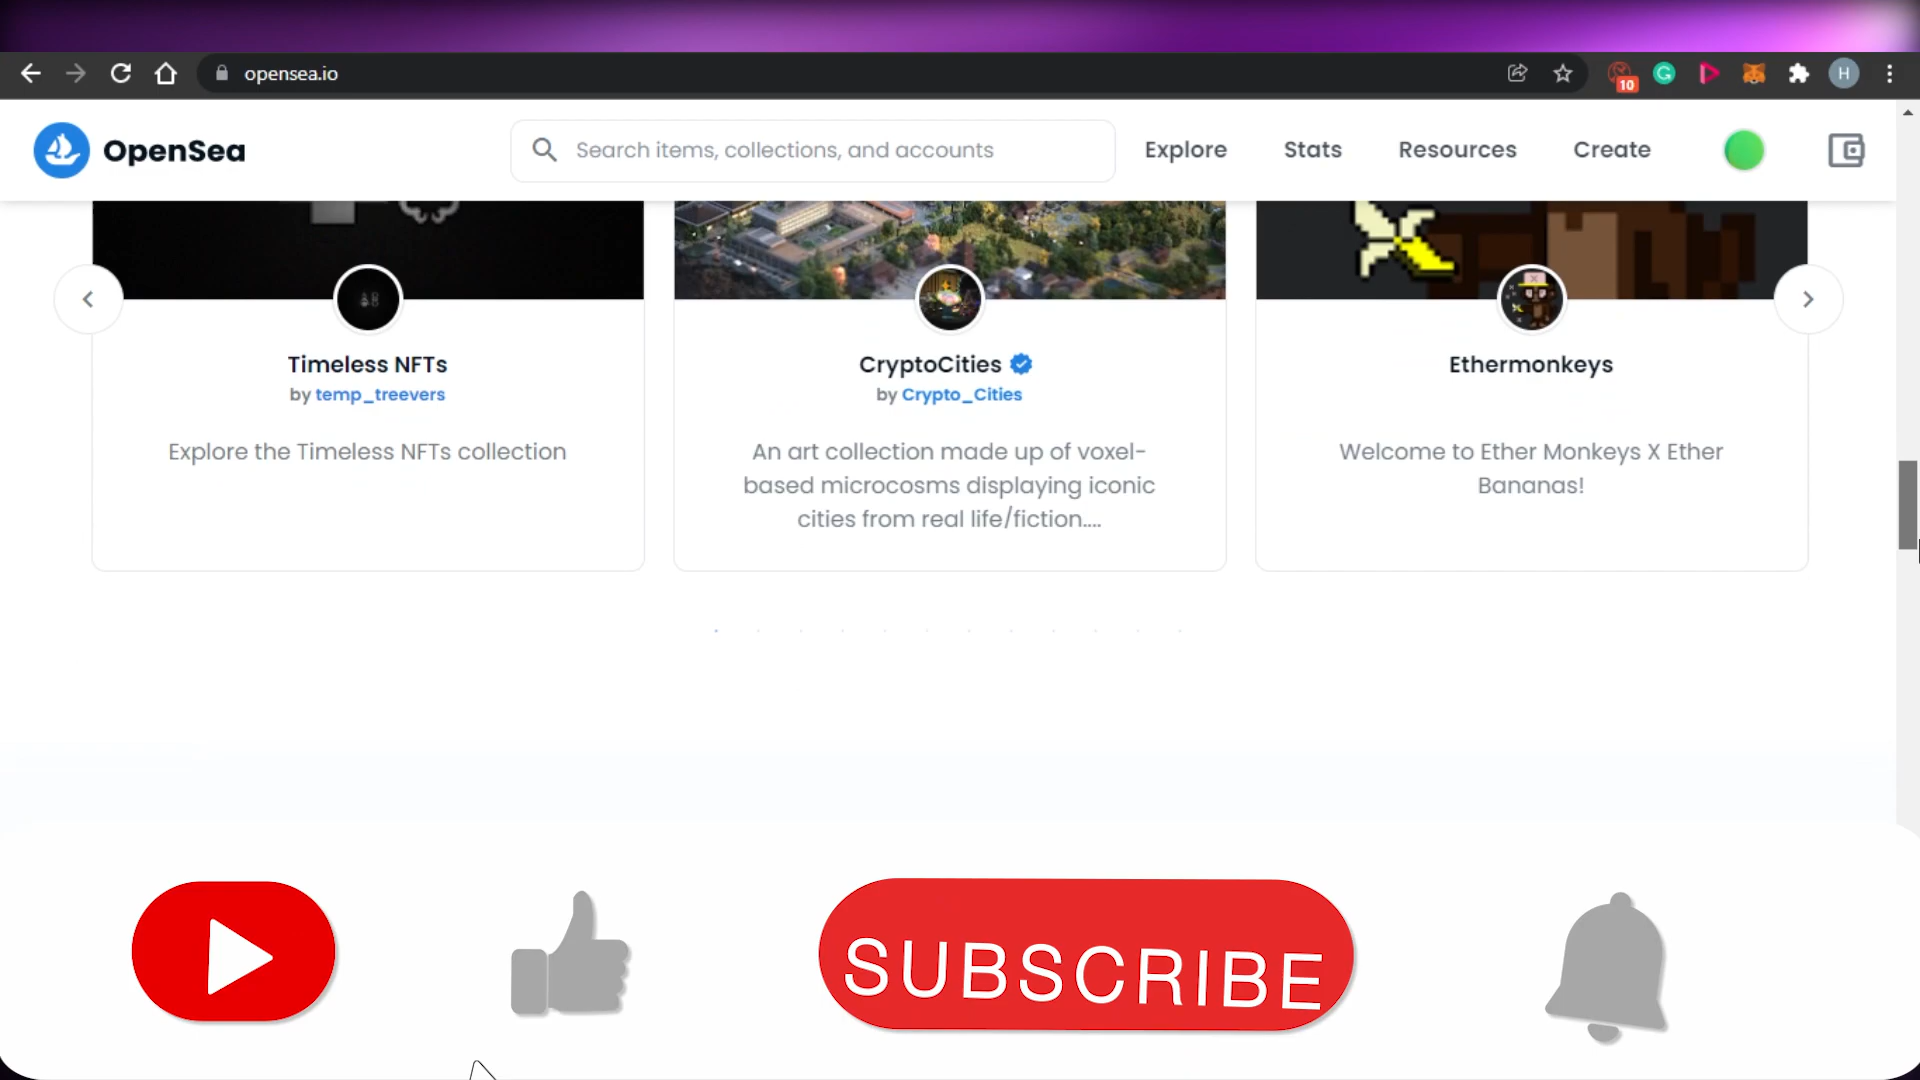 opensea.io
10
H
OpenSea
Search items, collections, and accounts
Explore
Stats
Resources
Create
Timeless NFTs
by temp_treevers
Explore the Timeless NFTs collection
CryptoCities
by Crypto_Cities
An art collection made up of voxel-
based microcosms displaying iconic
cities from real life/fiction....
Ethermonkeys
Welcome to Ether Monkeys X Ether
Bananas!
SUBSCRIBE